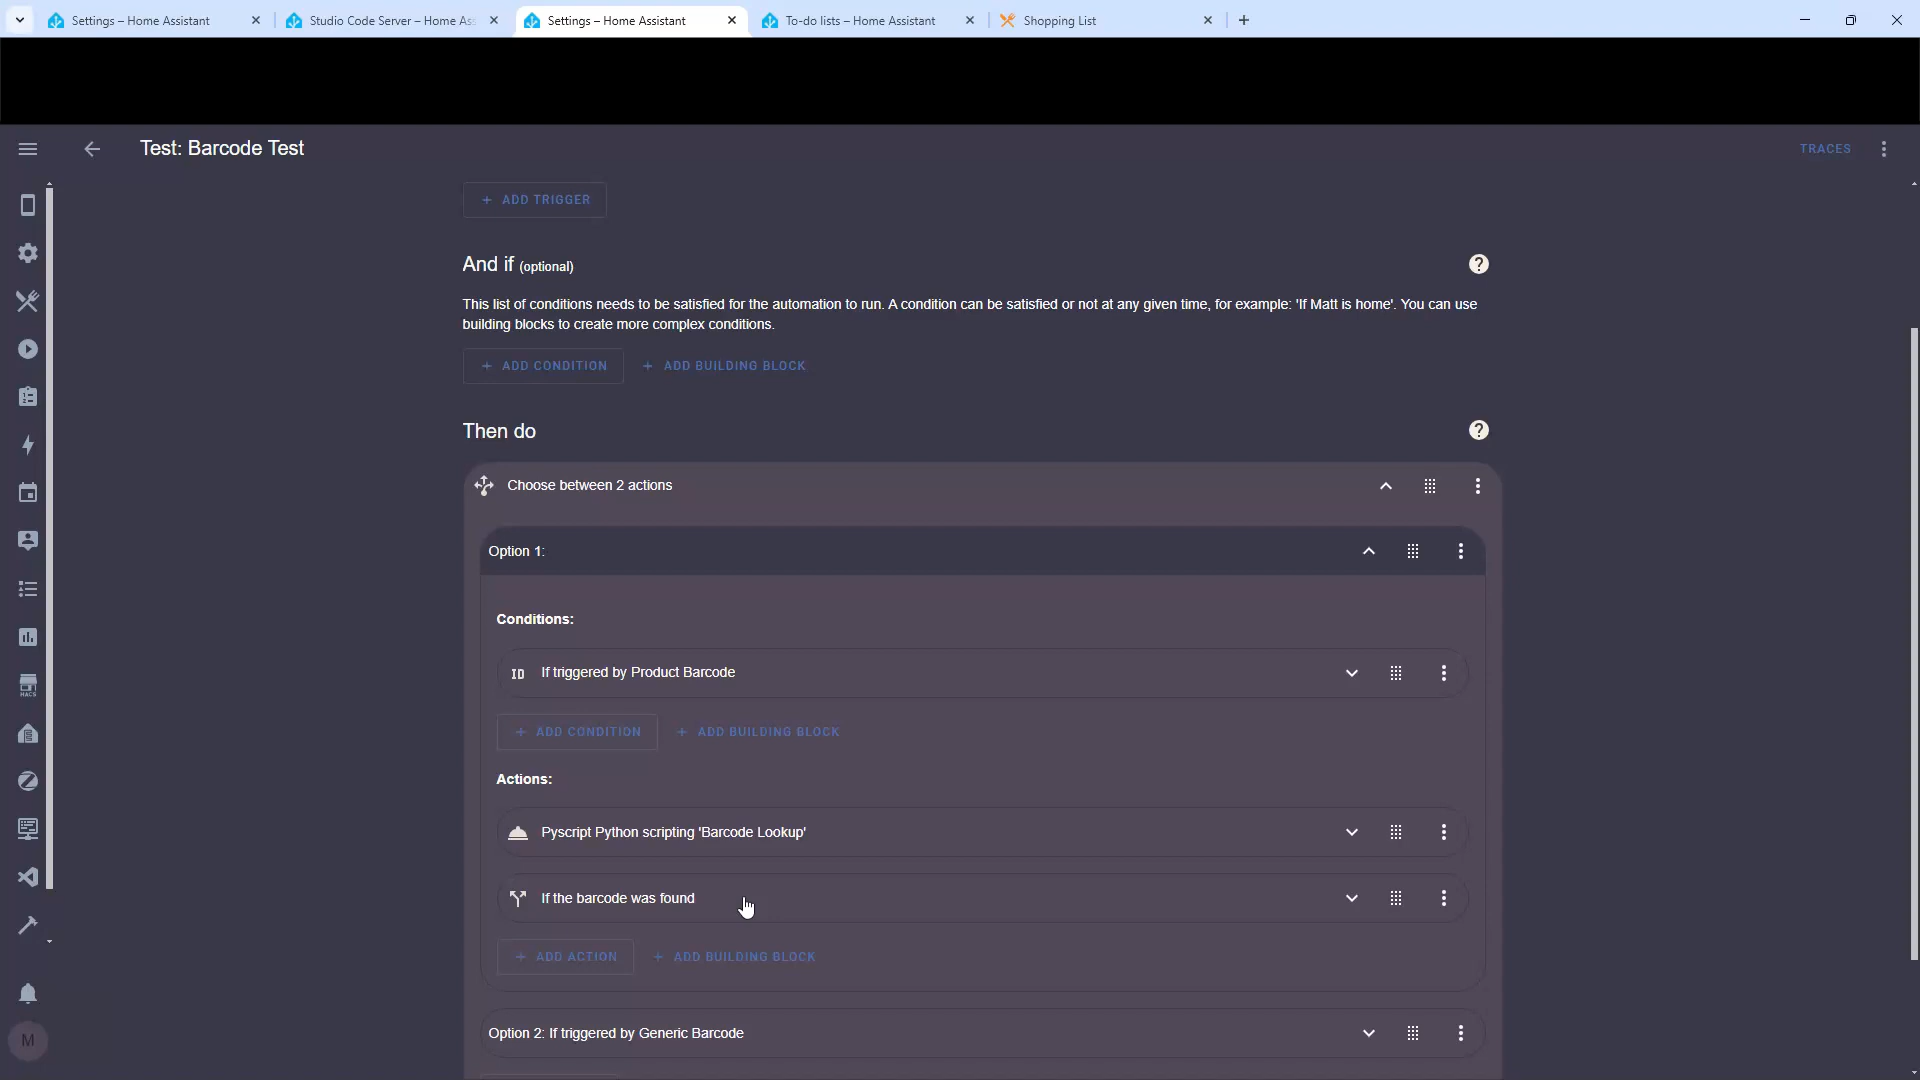 Settings – Home Assistant
Studio Code Server – Home As
Settings – Home Assistant
To-do lists – Home Assistant
Shopping List
Test: Barcode Test
TRACES
ADD TRIGGER
And if (optional)
This list of conditions needs to be satisfied for the automation to run. A condition can be satisfied or not at any given time, for example: 'If Matt is home'. You can use
building blocks to create more complex conditions.
ADD CONDITION
ADD BUILDING BLOCK
Then do
Choose between 2 actions
Option 1:
Conditions:
ID If triggered by Product Barcode
ADD CONDITION
ADD BUILDING BLOCK
Actions:
Pyscript Python scripting 'Barcode Lookup'
If the barcode was found
ADD ACTION
ADD BUILDING BLOCK
Option 2: If triggered by Generic Barcode
HACS
M